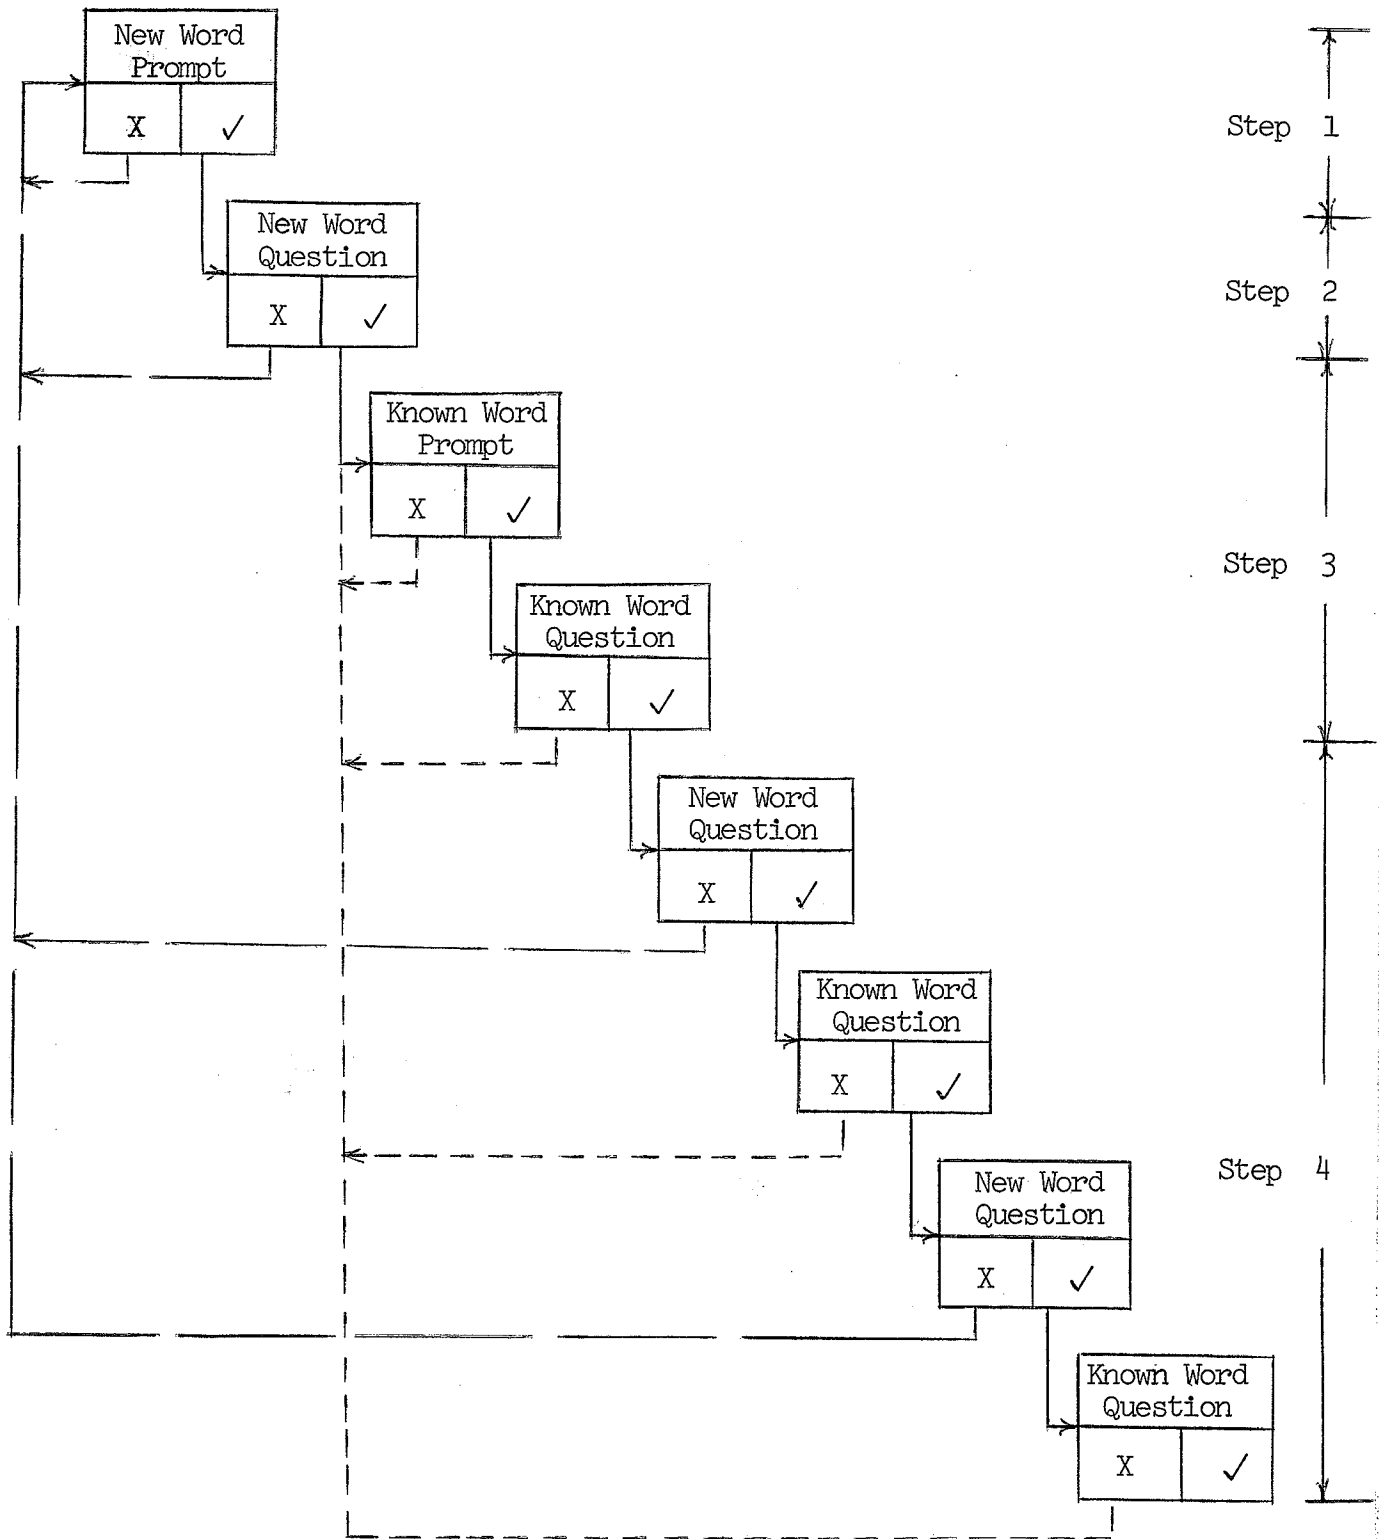 New Word
Prompt
X ✓
Step 1
New Word
Question
X ✓
Step 2
Known Word
Prompt
X ✓
Step 3
Known Word
Question
X ✓
New Word
Question
X ✓
Known Word
Question
X ✓
New Word
Question
X ✓
Step 4
Known Word
Question
X ✓